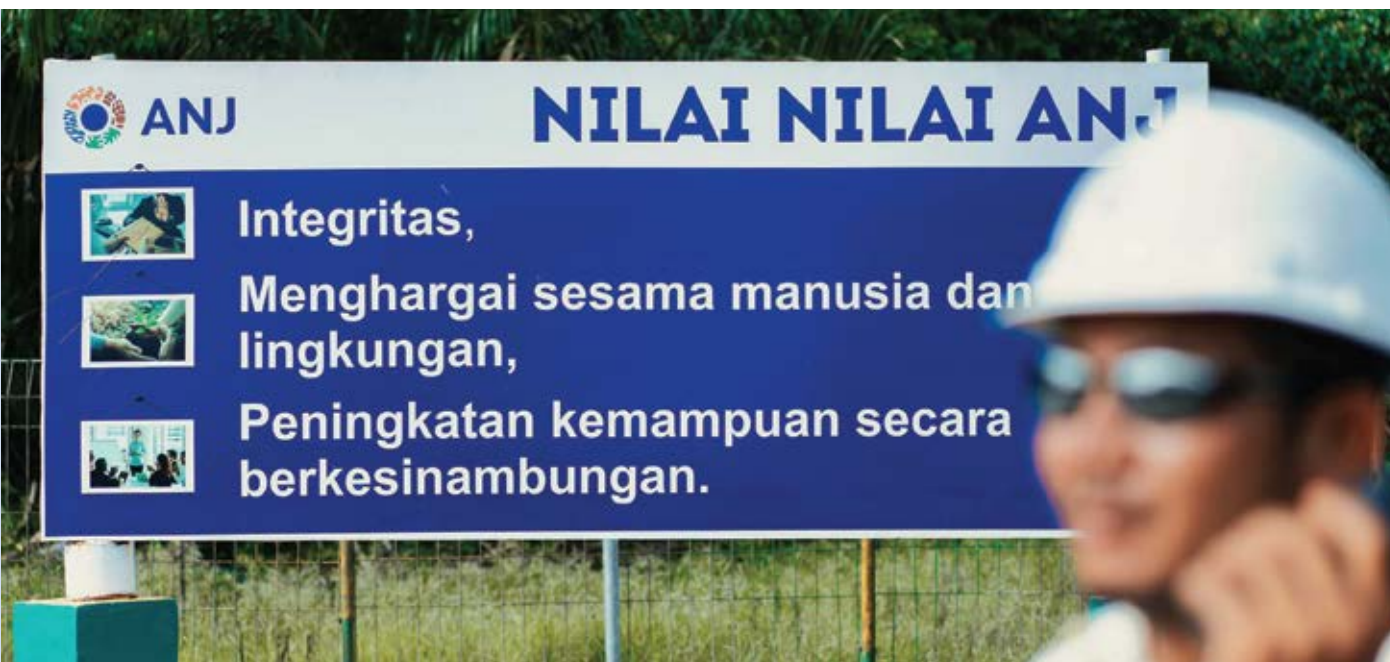 ANJ
NILAI NILAI ANJ
Integritas,
Menghargai sesama manusia dan
lingkungan,
Peningkatan kemampuan secara
berkesinambungan.